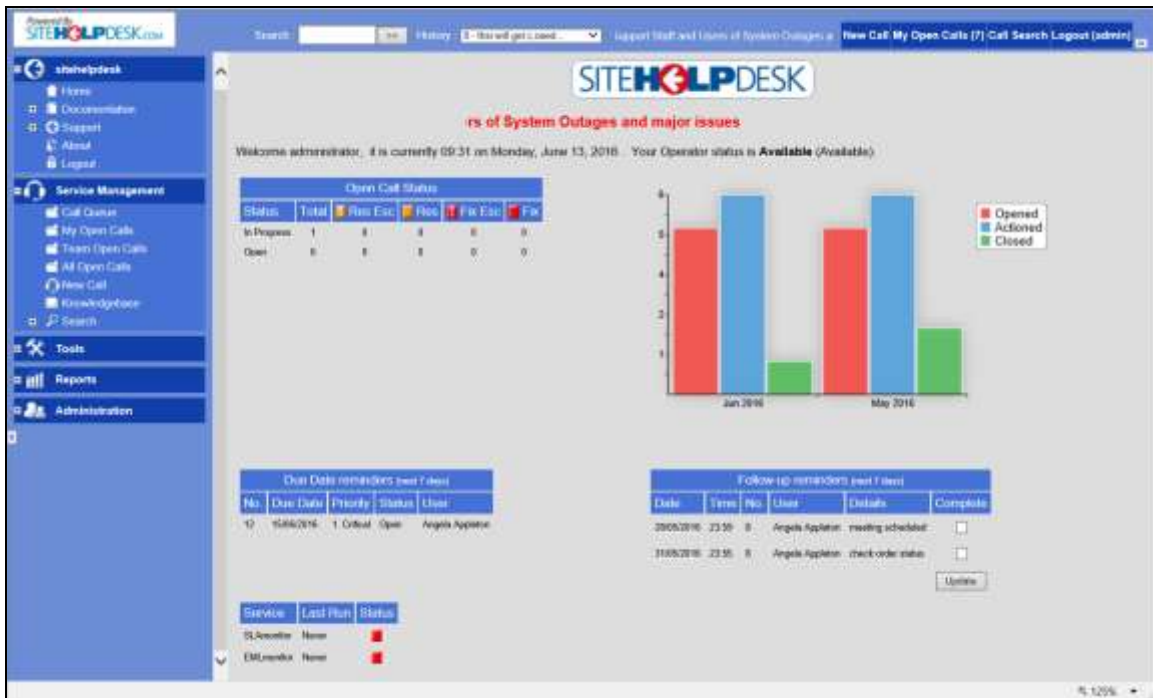 Powered By
SITEHELPDESK.COM
Search
>>
History
New Call My Open Calls (7) Call Search Logout (admin)
sitehelpdesk
Home
Documentation
Support
About
Logout
Service Management
Call Queue
My Open Calls
Team Open Calls
All Open Calls
New Call
Knowledgebase
Search
Tools
Reports
Administration
SITEHELPDESK
rs of System Outages and major issues
Welcome administrator, it is currently 09:31 on Monday, June 13, 2016. Your Operator status is Available (Available)
Open Call Status
Status Total Res Esc Res Fix Esc Fix
In Progress 1
Open
Opened
Actioned
Closed
Jun 2016 May 2016
Due Date reminders (next 7 days)
No. Due Date Priority Status User
12 15/06/2016 1. Critical Open Angela Appleton
Follow-up reminders (next 7 days)
Date Time No. User Details Complete
Angela Appleton meeting scheduled
31/05/2016 Angela Appleton check order status
Update
Service Last Run Status
SLAmonitor Never
EMLmonitor Never
125%